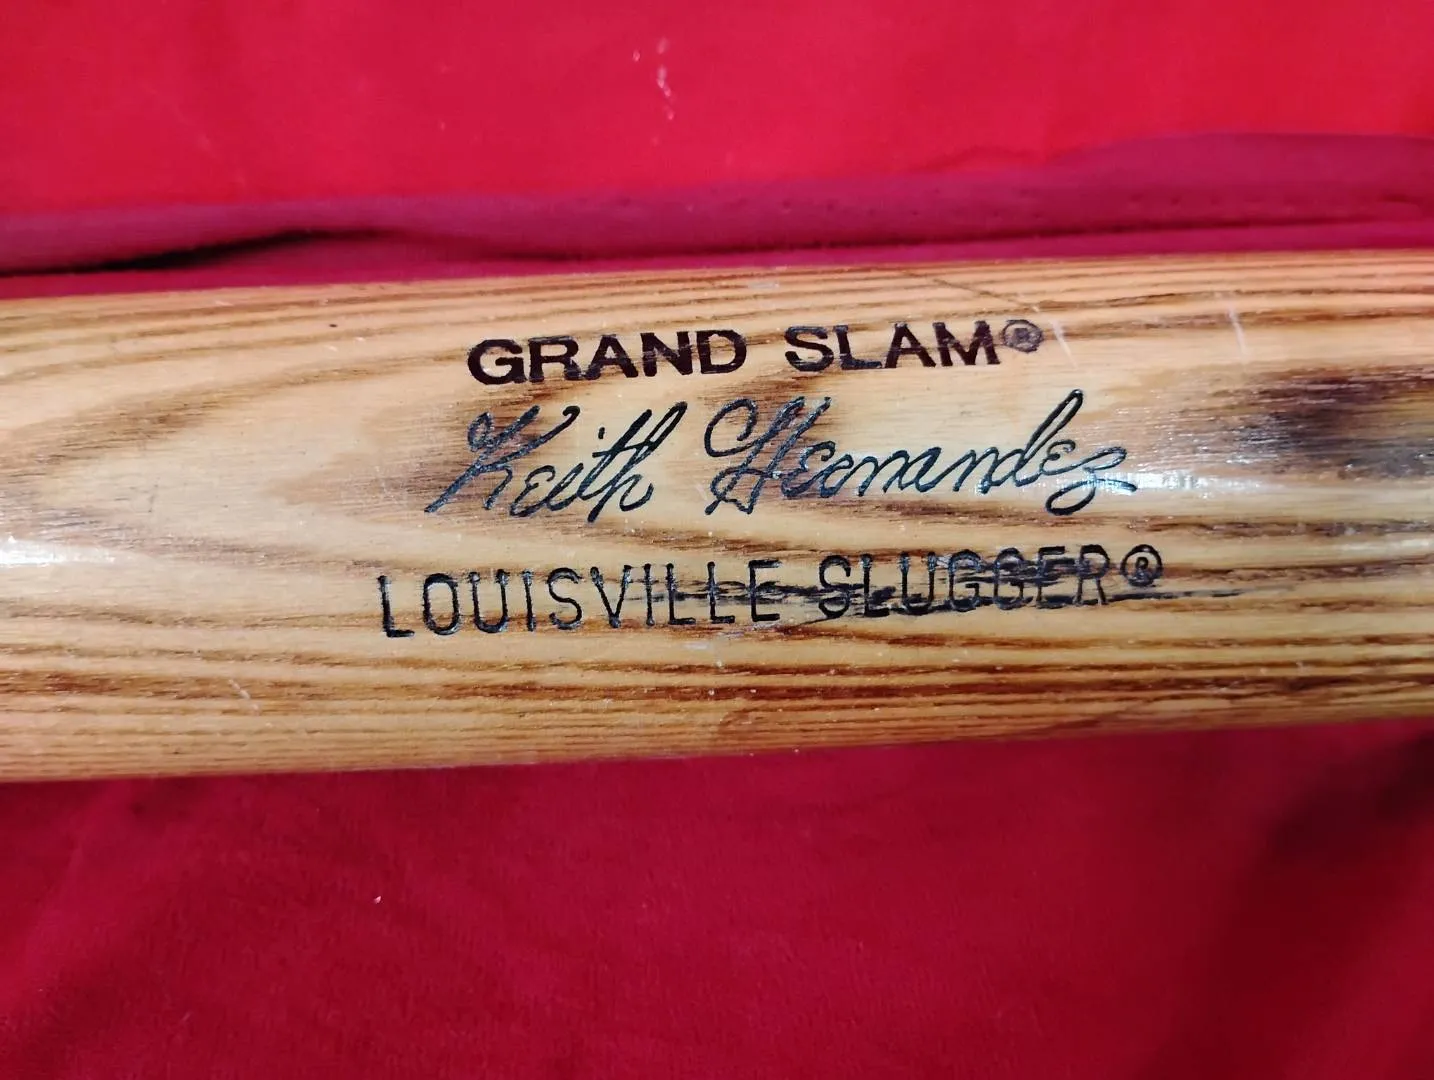 GRAND SLAM®
Keith Hernandez
LOUISVILLE SLUGGER®